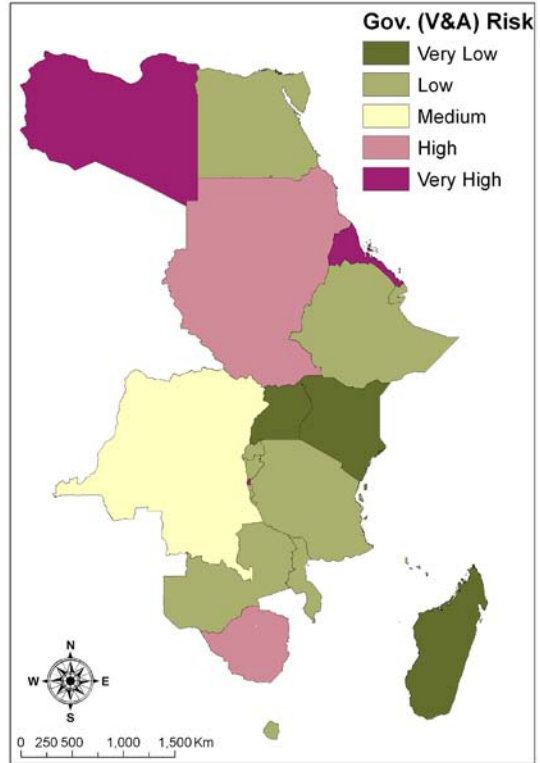 Gov. (V&A) Risk
Very Low
Low
Medium
High
Very High
N
W E
S
0 250 500 1,000 1,500 Km